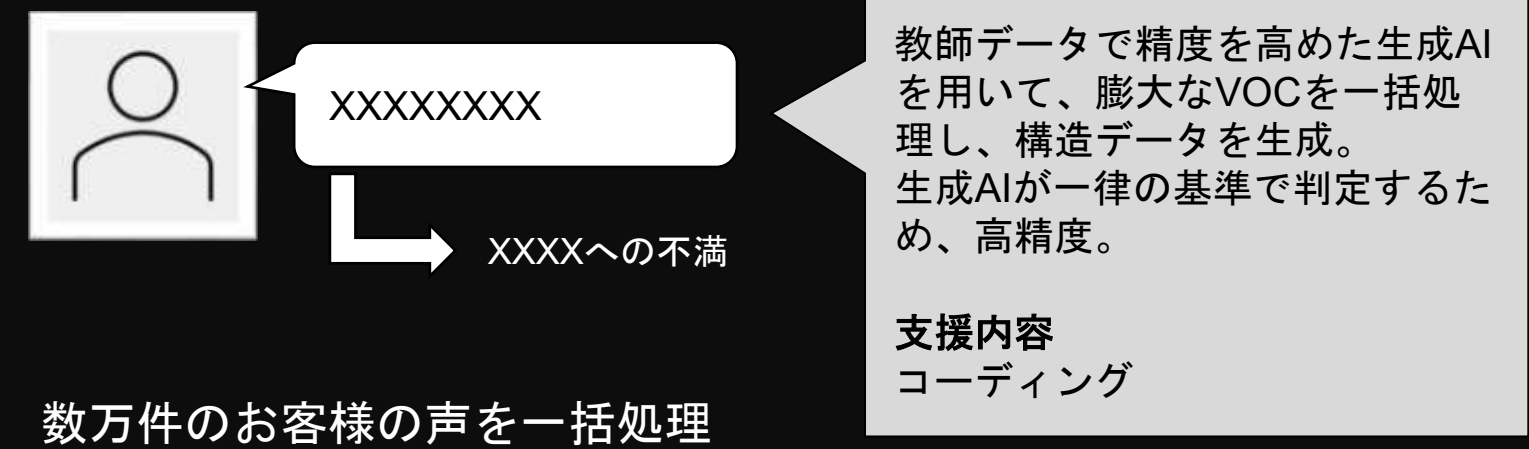 XXXXXXXX
XXXXへの不満
数万件のお客様の声を一括処理
教師データで精度を高めた生成AI
を用いて、膨大なVOCを一括処
理し、構造データを生成。
生成AIが一律の基準で判定するた
め、高精度。
支援内容
コーディング